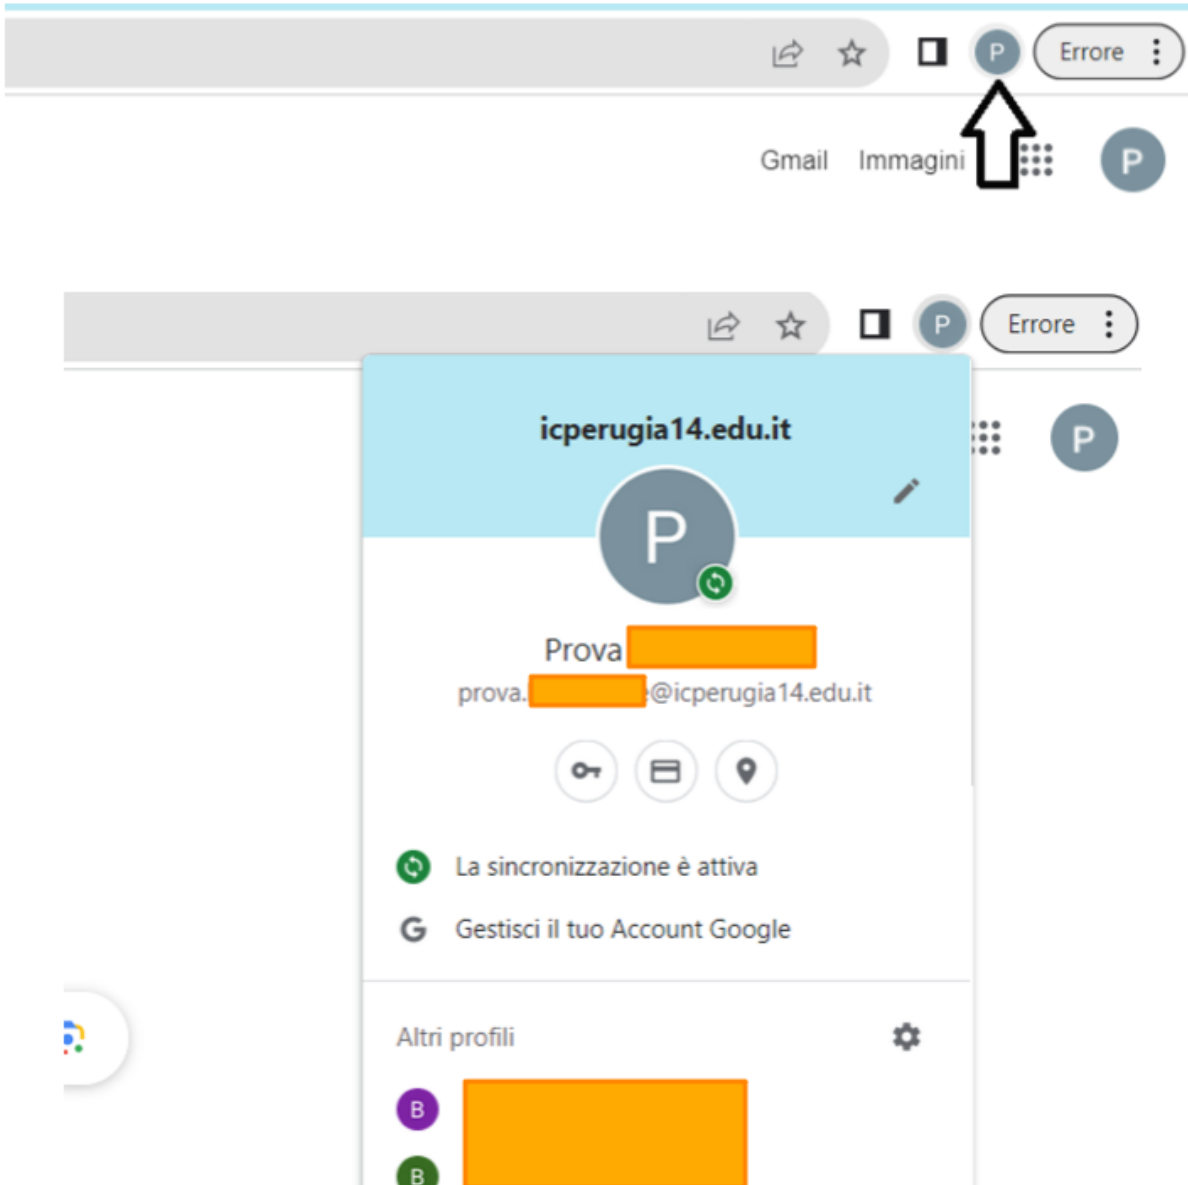 P Errore
Gmail Immagini P
P Errore
icperugia14.edu.it
P
P
Prova
prova. @icperugia14.edu.it
La sincronizzazione è attiva
G Gestisci il tuo Account Google
Altri profili
B
B